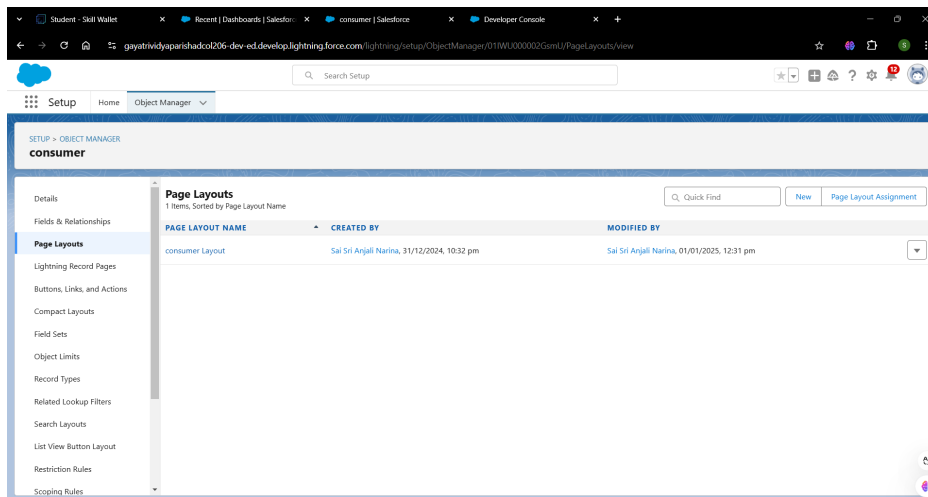 Student - Skill Wallet
Recent | Dashboards | Salesforc
consumer | Salesforce
Developer Console
gayatrividyaparishadcol206-dev-ed.develop.lightning.force.com/lightning/setup/ObjectManager/01IWU000002GsmU/PageLayouts/view
S
Search Setup
12
Setup
Home
Object Manager
SETUP > OBJECT MANAGER
consumer
Details
Fields & Relationships
Page Layouts
Lightning Record Pages
Buttons, Links, and Actions
Compact Layouts
Field Sets
Object Limits
Record Types
Related Lookup Filters
Search Layouts
List View Button Layout
Restriction Rules
Scoping Rules
Page Layouts
1 Items, Sorted by Page Layout Name
Quick Find
New
Page Layout Assignment
PAGE LAYOUT NAME CREATED BY MODIFIED BY
consumer Layout Sai Sri Anjali Narina, 31/12/2024, 10:32 pm Sai Sri Anjali Narina, 01/01/2025, 12:31 pm